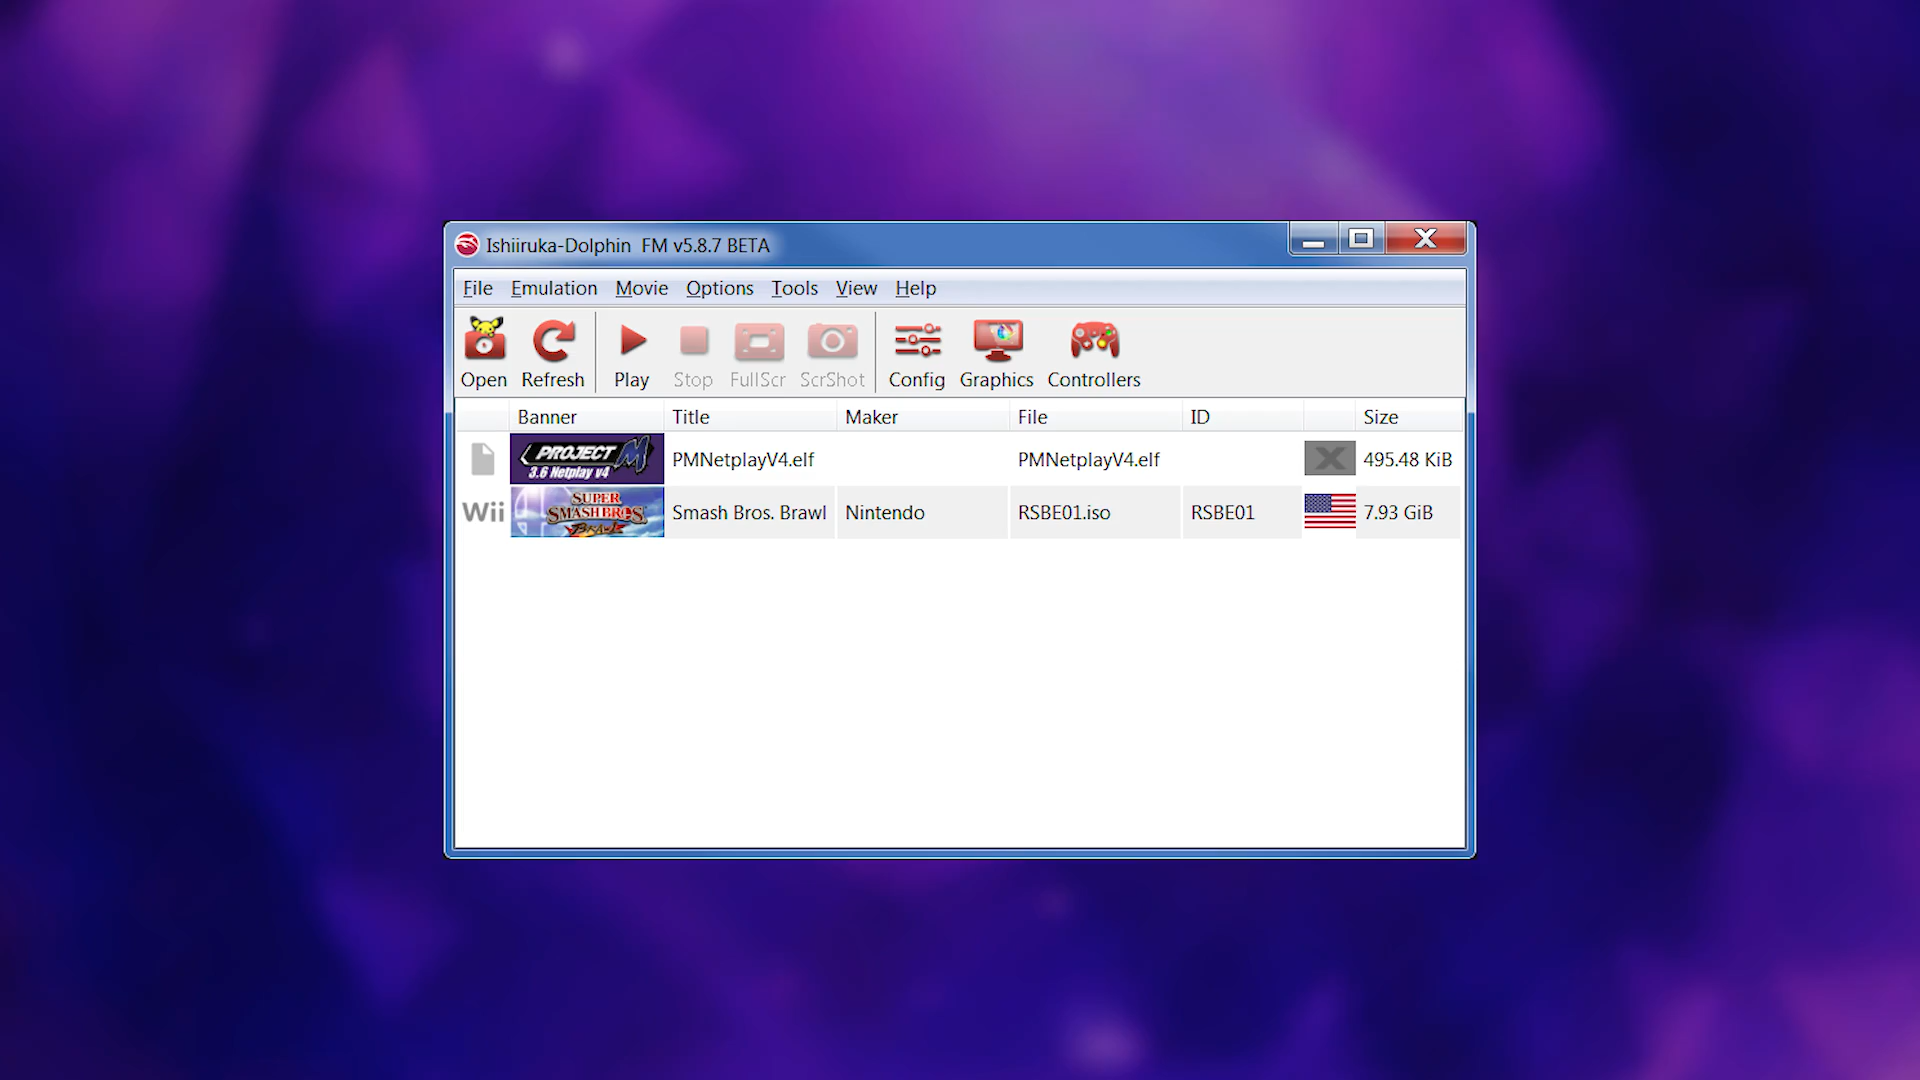 Ishiiruka-Dolphin FM v5.8.7 BETA
File Emulation Movie Options Tools View Help
Open Refresh Play Stop FullScr ScrShot Config Graphics Controllers
Banner Title Maker File ID Size
PROJECT M
3.6 Netplay v4
PMNetplayV4.elf PMNetplayV4.elf 495.48 KiB
Wii
SUPER
SMASH BROS.
BRAWL
Smash Bros. Brawl Nintendo RSBE01.iso RSBE01 7.93 GiB